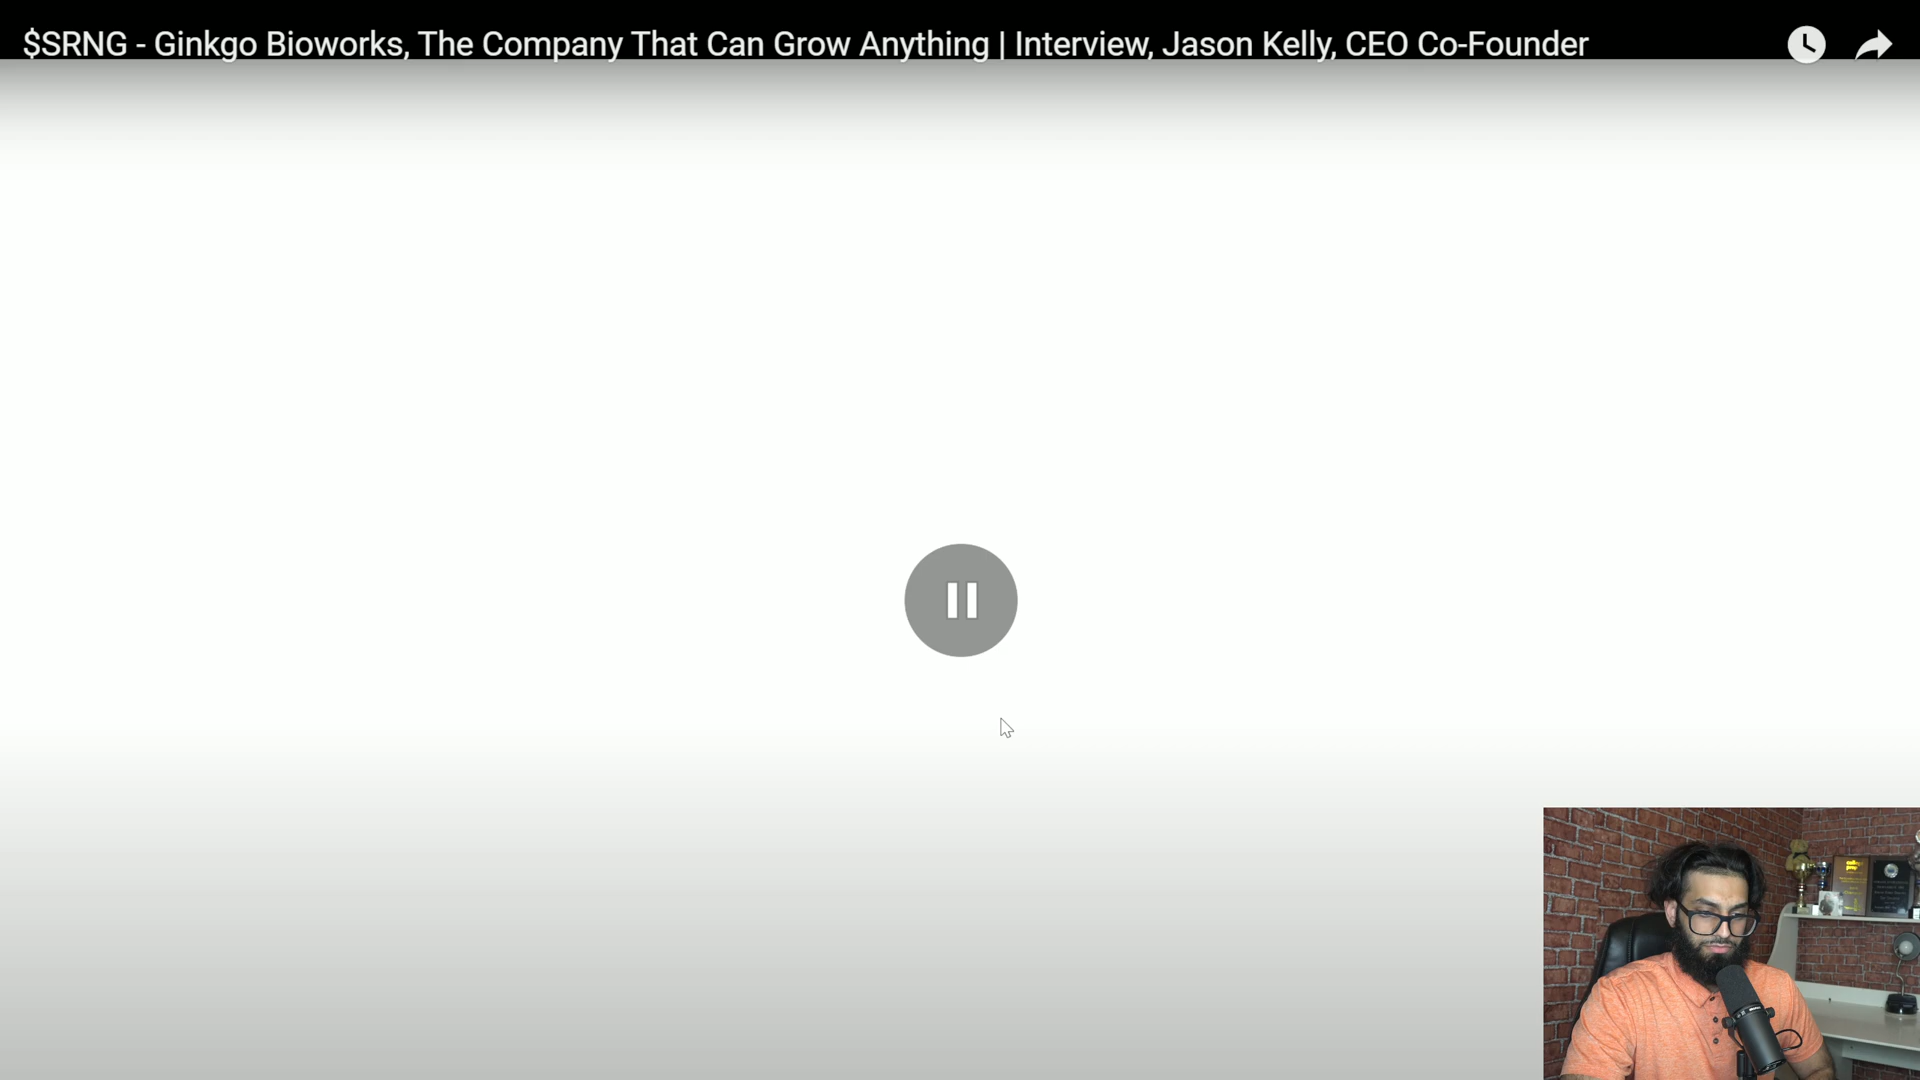 $SRNG - Ginkgo Bioworks, The Company That Can Grow Anything | Interview, Jason Kelly, CEO Co-Founder